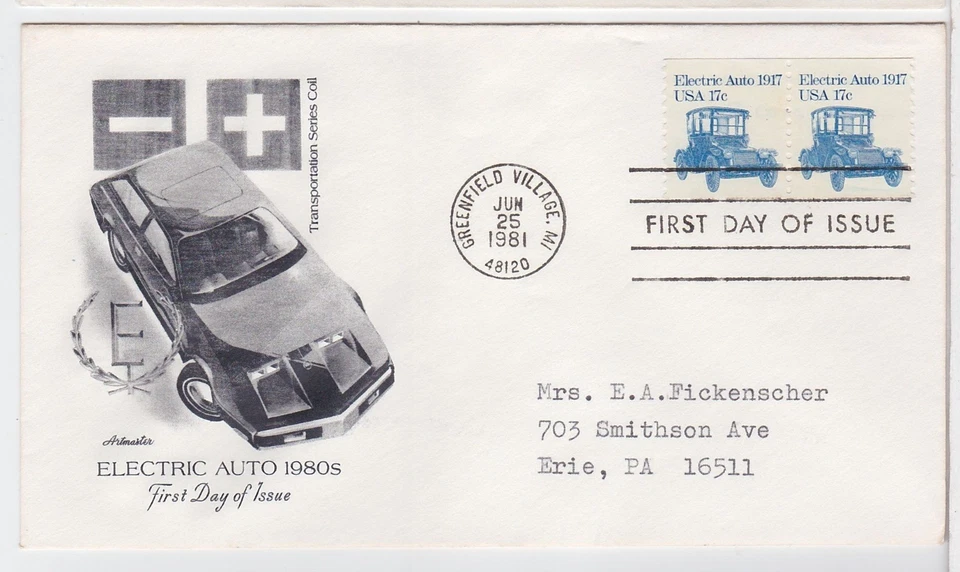 Transportation Series Coil
E
Artmaster
ELECTRIC AUTO 1980s
First Day of Issue
GREENFIELD VILLAGE, MI
JUN
25
1981
48120
Electric Auto 1917
USA 17c
Electric Auto 1917
USA 17c
FIRST DAY OF ISSUE
Mrs. E.A.Fickenscher
703 Smithson Ave
Erie, PA 16511